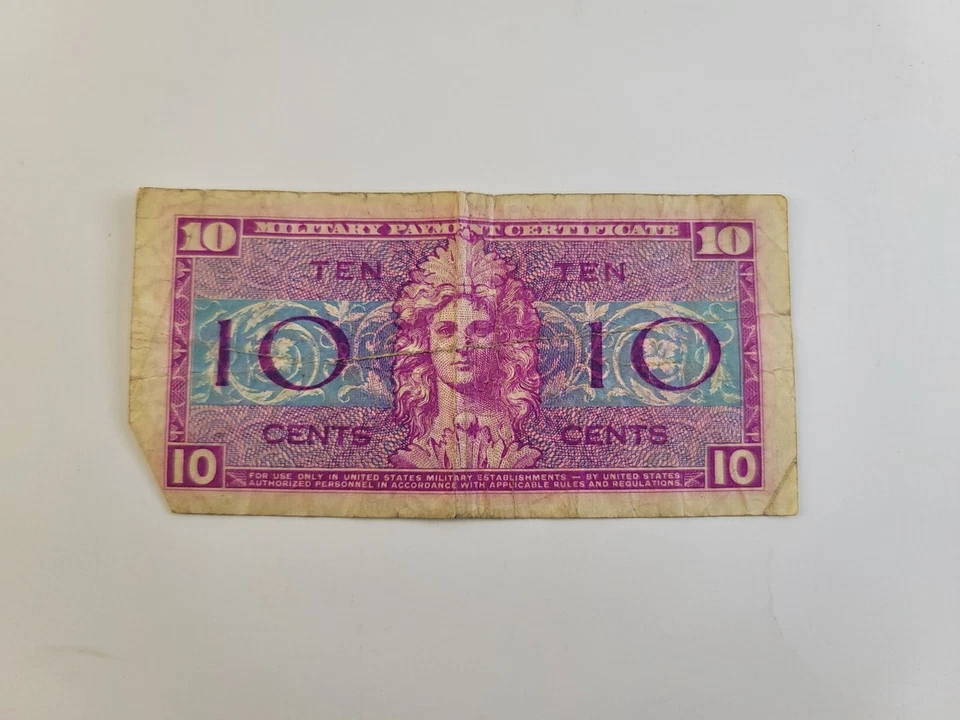 10 MILITARY PAYMENT CERTIFICATE 10
TEN TEN
10 10
CENTS CENTS
10 FOR USE ONLY IN UNITED STATES MILITARY ESTABLISHMENTS — BY UNITED STATES 10
AUTHORIZED PERSONNEL IN ACCORDANCE WITH APPLICABLE RULES AND REGULATIONS.